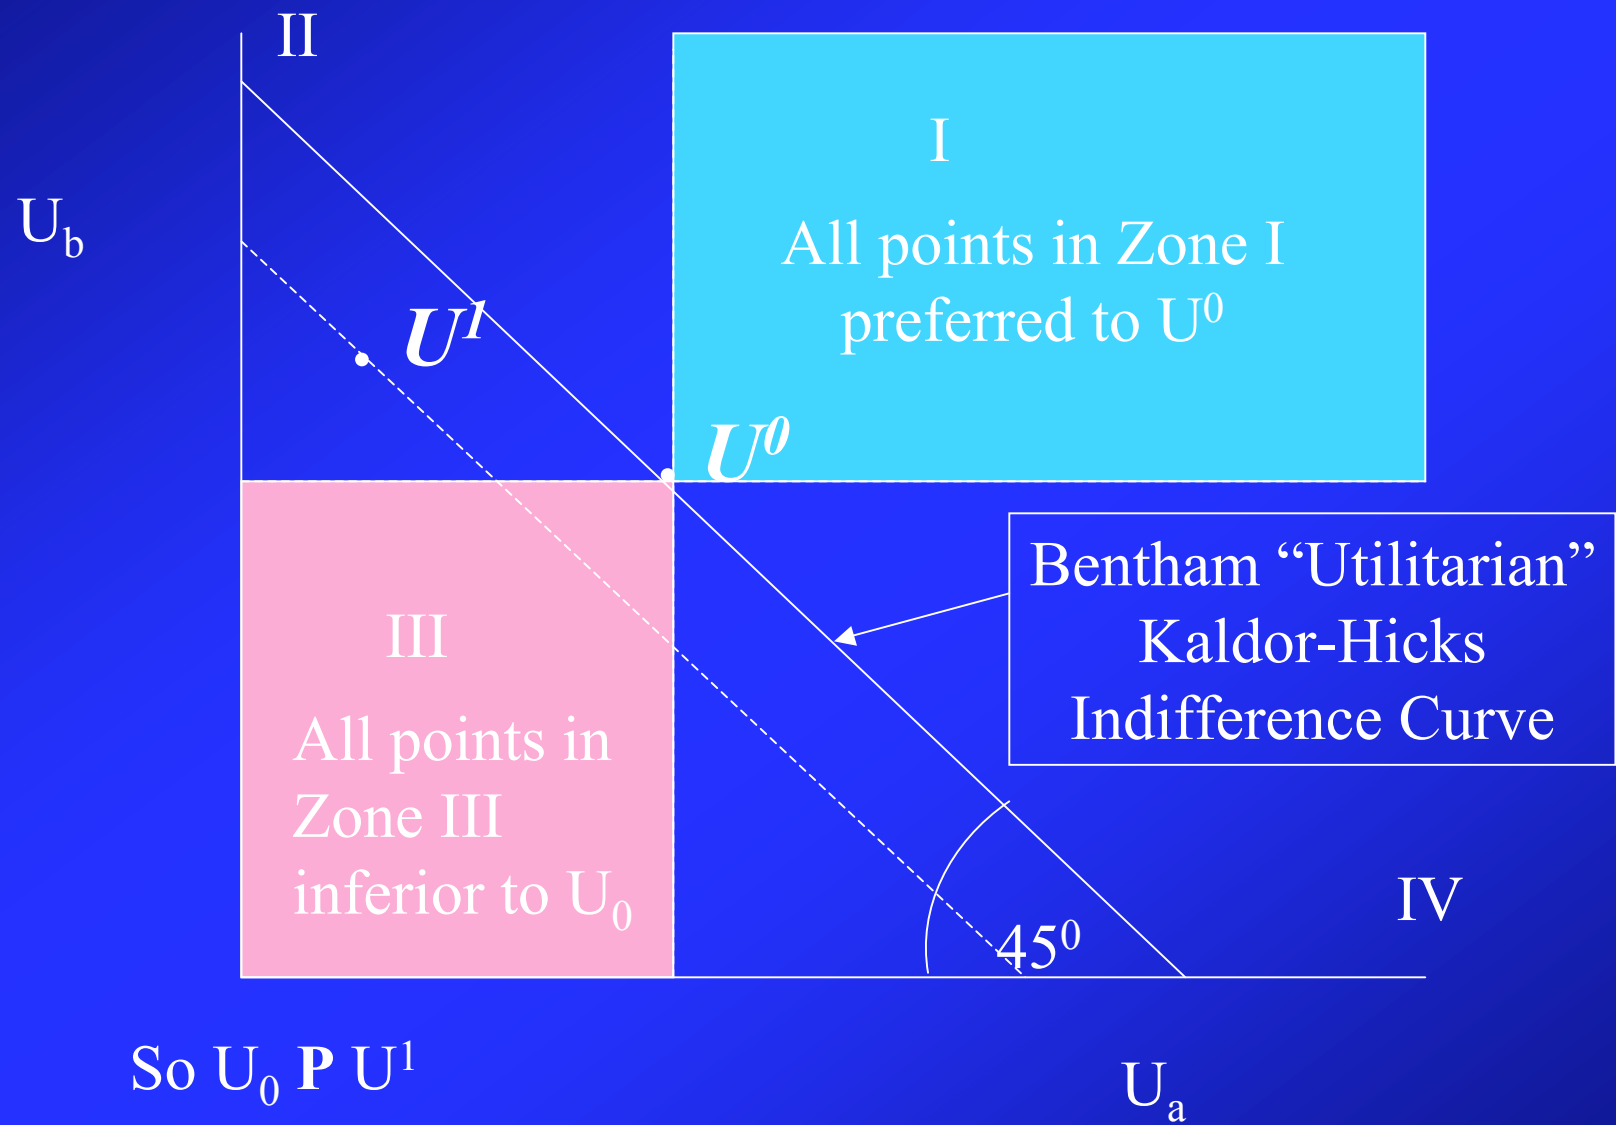 II
I
U_b
All points in Zone I
preferred to U⁰
U¹
U⁰
Bentham “Utilitarian”
Kaldor-Hicks
Indifference Curve
III
All points in
Zone III
inferior to U₀
IV
45⁰
So U₀ P U¹
Uₐ